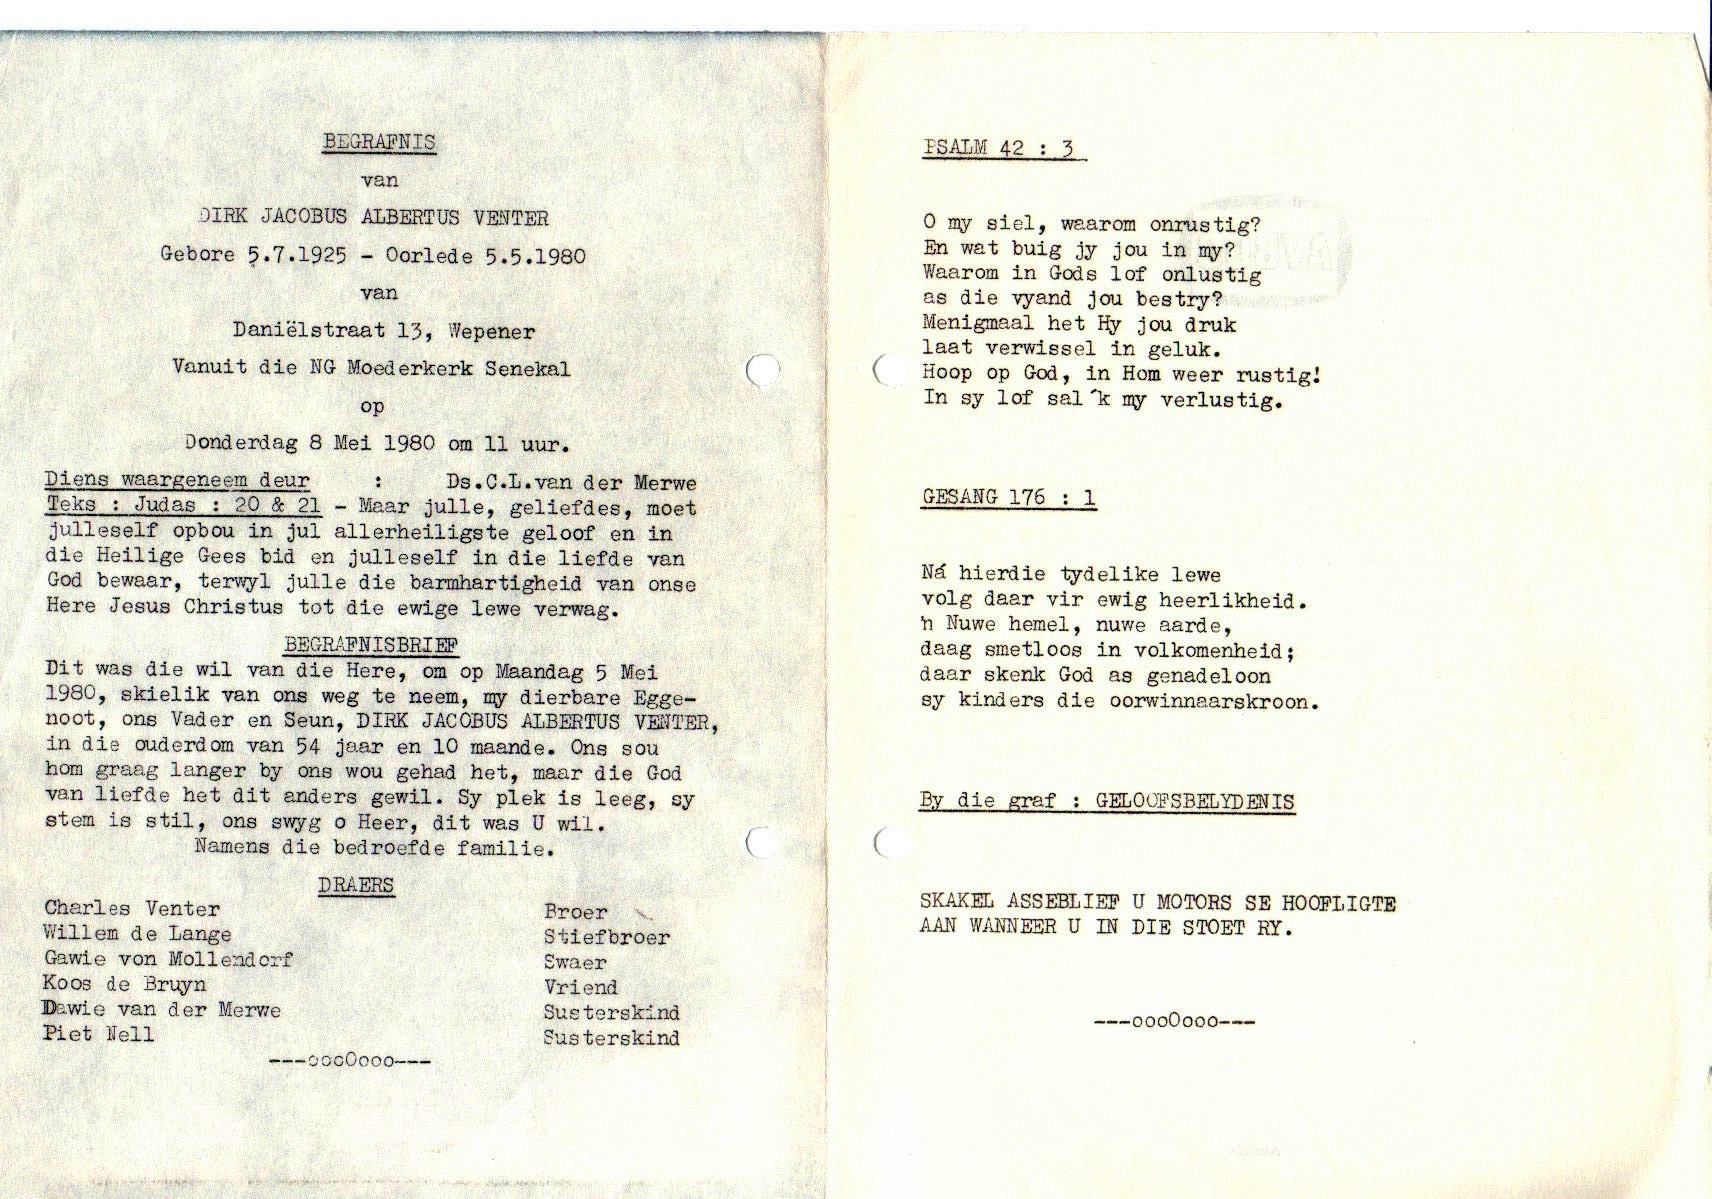 BEGRAFNIS
van
DIRK JACOBUS ALBERTUS VENTER
Gebore 5.7.1925 - Oorlede 5.5.1980
van
Daniëlstraat 13, Wepener
Vanuit die NG Moederkerk Senekal
op
Donderdag 8 Mei 1980 om 11 uur.
Diens waargeneem deur : Ds.C.L.van der Merwe
Teks : Judas : 20 & 21 - Maar julle, geliefdes, moet
julleself opbou in jul allerheiligste geloof en in
die Heilige Gees bid en julleself in die liefde van
God bewaar, terwyl julle die barmhartigheid van onse
Here Jesus Christus tot die ewige lewe verwag.
BEGRAFNISBRIEF
Dit was die wil van die Here, om op Maandag 5 Mei
1980, skielik van ons weg te neem, my dierbare Egge-
noot, ons Vader en Seun, DIRK JACOBUS ALBERTUS VENTER,
in die ouderdom van 54 jaar en 10 maande. Ons sou
hom graag langer by ons wou gehad het, maar die God
van liefde het dit anders gewil. Sy plek is leeg, sy
stem is stil, ons swyg o Heer, dit was U wil.
Namens die bedroefde familie.
DRAERS
Charles Venter Broer
Willem de Lange Stiefbroer
Gawie von Mollendorf Swaer
Koos de Bruyn Vriend
Dawie van der Merwe Susterskind
Piet Nell Susterskind
---oooOooo---
PSALM 42 : 3
O my siel, waarom onrustig?
En wat buig jy jou in my?
Waarom in Gods lof onlustig
as die vyand jou bestry?
Menigmaal het Hy jou druk
laat verwissel in geluk.
Hoop op God, in Hom weer rustig!
In sy lof sal ´k my verlustig.
GESANG 176 : 1
Ná hierdie tydelike lewe
volg daar vir ewig heerlikheid.
'n Nuwe hemel, nuwe aarde,
daag smetloos in volkomenheid;
daar skenk God as genadeloon
sy kinders die oorwinnaarskroon.
By die graf : GELOOFSBELYDENIS
SKAKEL ASSEBLIEF U MOTORS SE HOOFLIGTE
AAN WANNEER U IN DIE STOET RY.
---oooOooo---